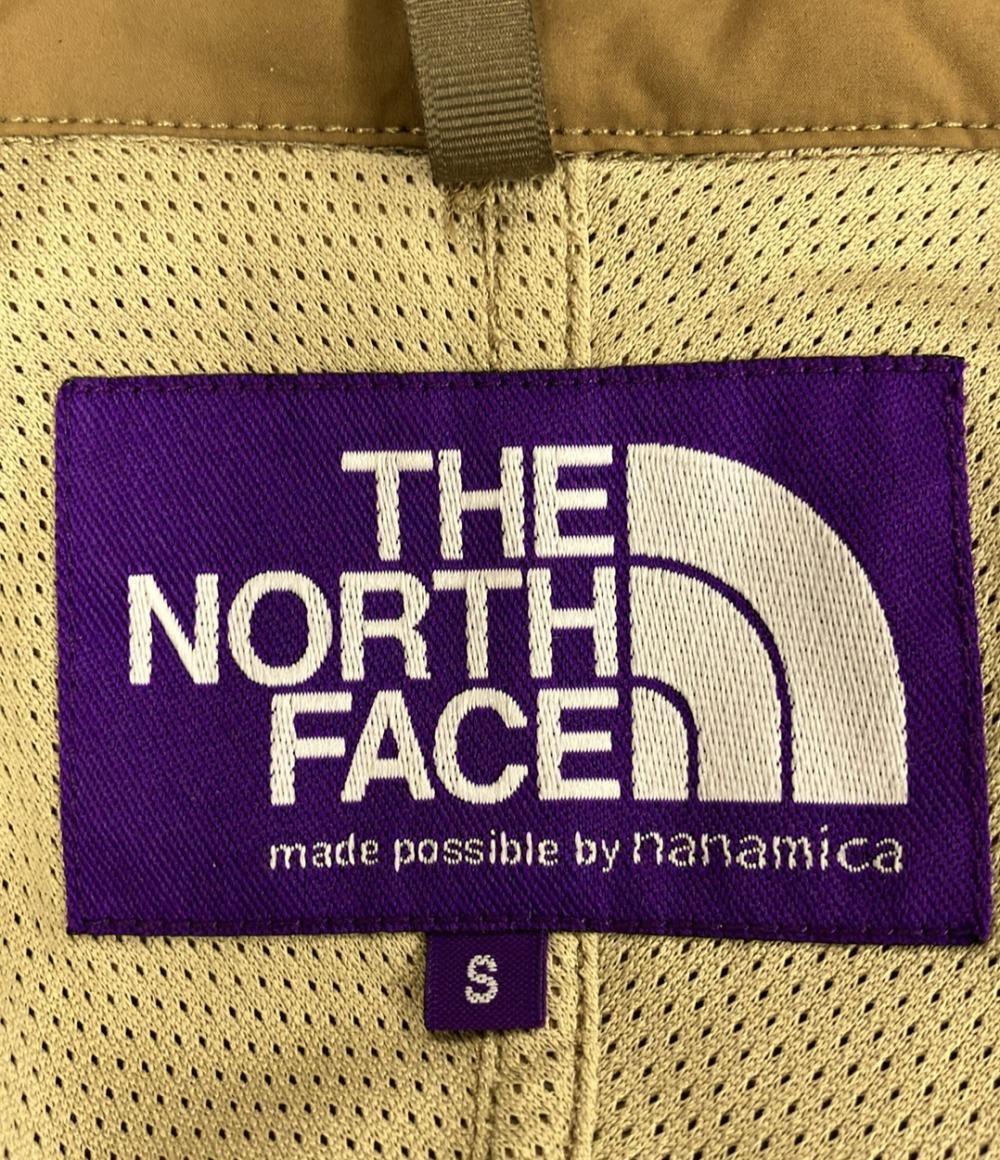 THE
NORTH
FACE
made possible by nanamica
S